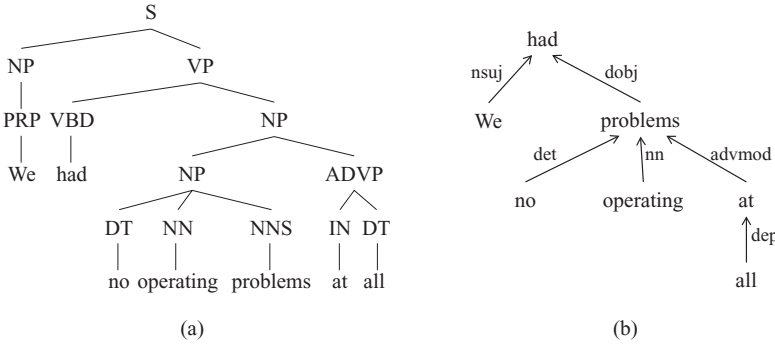 S
had
NP VP
nsuj dobj
PRP VBD NP
We problems
We had
det nn advmod
NP ADVP
no operating at
DT NN NNS IN DT
dep
no operating problems at all
all
(a) (b)